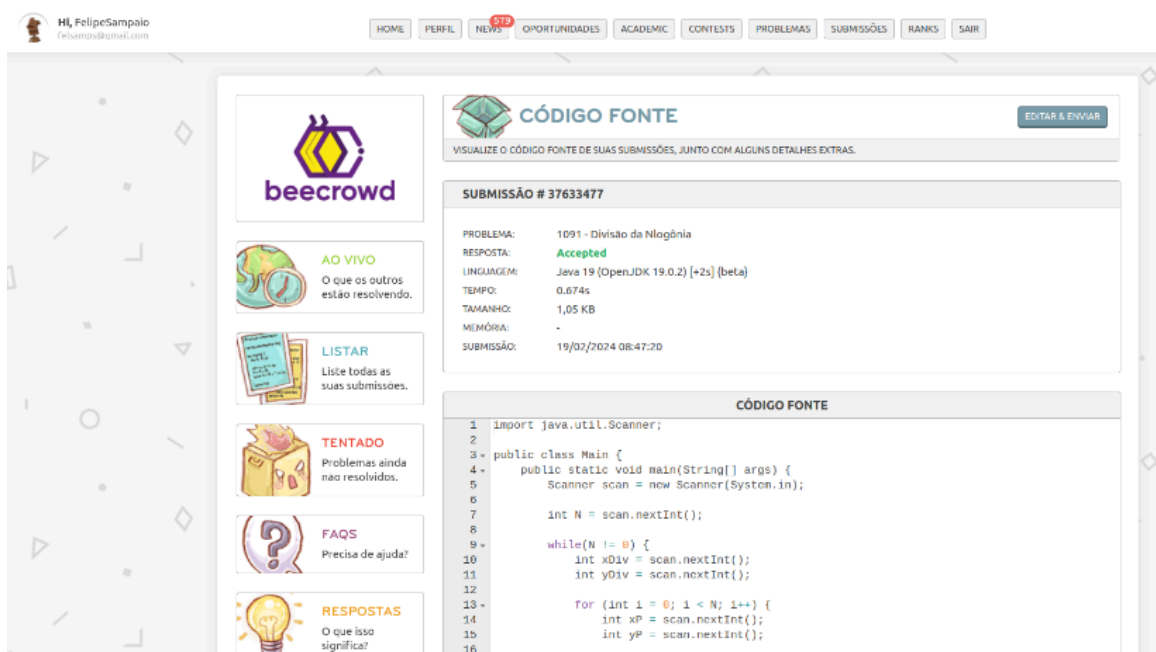 Hi, FelipeSampaio
felsamps@gmail.com
HOME PERFIL NEWS 579 OPORTUNIDADES ACADEMIC CONTESTS PROBLEMAS SUBMISSÕES RANKS SAIR
beecrowd
AO VIVO
O que os outros
estão resolvendo.
LISTAR
Liste todas as
suas submissões.
TENTADO
Problemas ainda
não resolvidos.
FAQS
Precisa de ajuda?
RESPOSTAS
O que isso
significa?
CÓDIGO FONTE
EDITAR & ENVIAR
VISUALIZE O CÓDIGO FONTE DE SUAS SUBMISSÕES, JUNTO COM ALGUNS DETALHES EXTRAS.
SUBMISSÃO # 37633477
PROBLEMA: 1091 - Divisão da Nlogônia
RESPOSTA: Accepted
LINGUAGEM: Java 19 (OpenJDK 19.0.2) [+2s] {beta}
TEMPO: 0.674s
TAMANHO: 1,05 KB
MEMÓRIA: -
SUBMISSÃO: 19/02/2024 08:47:20
CÓDIGO FONTE
1 import java.util.Scanner;
2
3 public class Main {
4 public static void main(String[] args) {
5 Scanner scan = new Scanner(System.in);
6
7 int N = scan.nextInt();
8
9 while(N != 0) {
10 int xDiv = scan.nextInt();
11 int yDiv = scan.nextInt();
12
13 for (int i = 0; i < N; i++) {
14 int xP = scan.nextInt();
15 int yP = scan.nextInt();
16